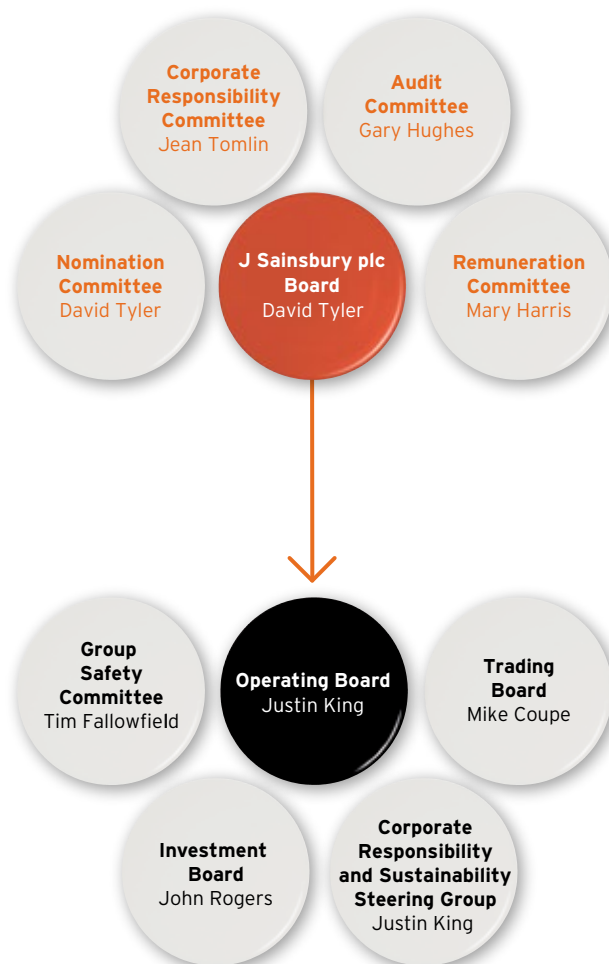 Corporate
Responsibility
Committee
Jean Tomlin
Audit
Committee
Gary Hughes
Nomination
Committee
David Tyler
J Sainsbury plc
Board
David Tyler
Remuneration
Committee
Mary Harris
Group
Safety
Committee
Tim Fallowfield
Operating Board
Justin King
Trading
Board
Mike Coupe
Investment
Board
John Rogers
Corporate
Responsibility
and Sustainability
Steering Group
Justin King